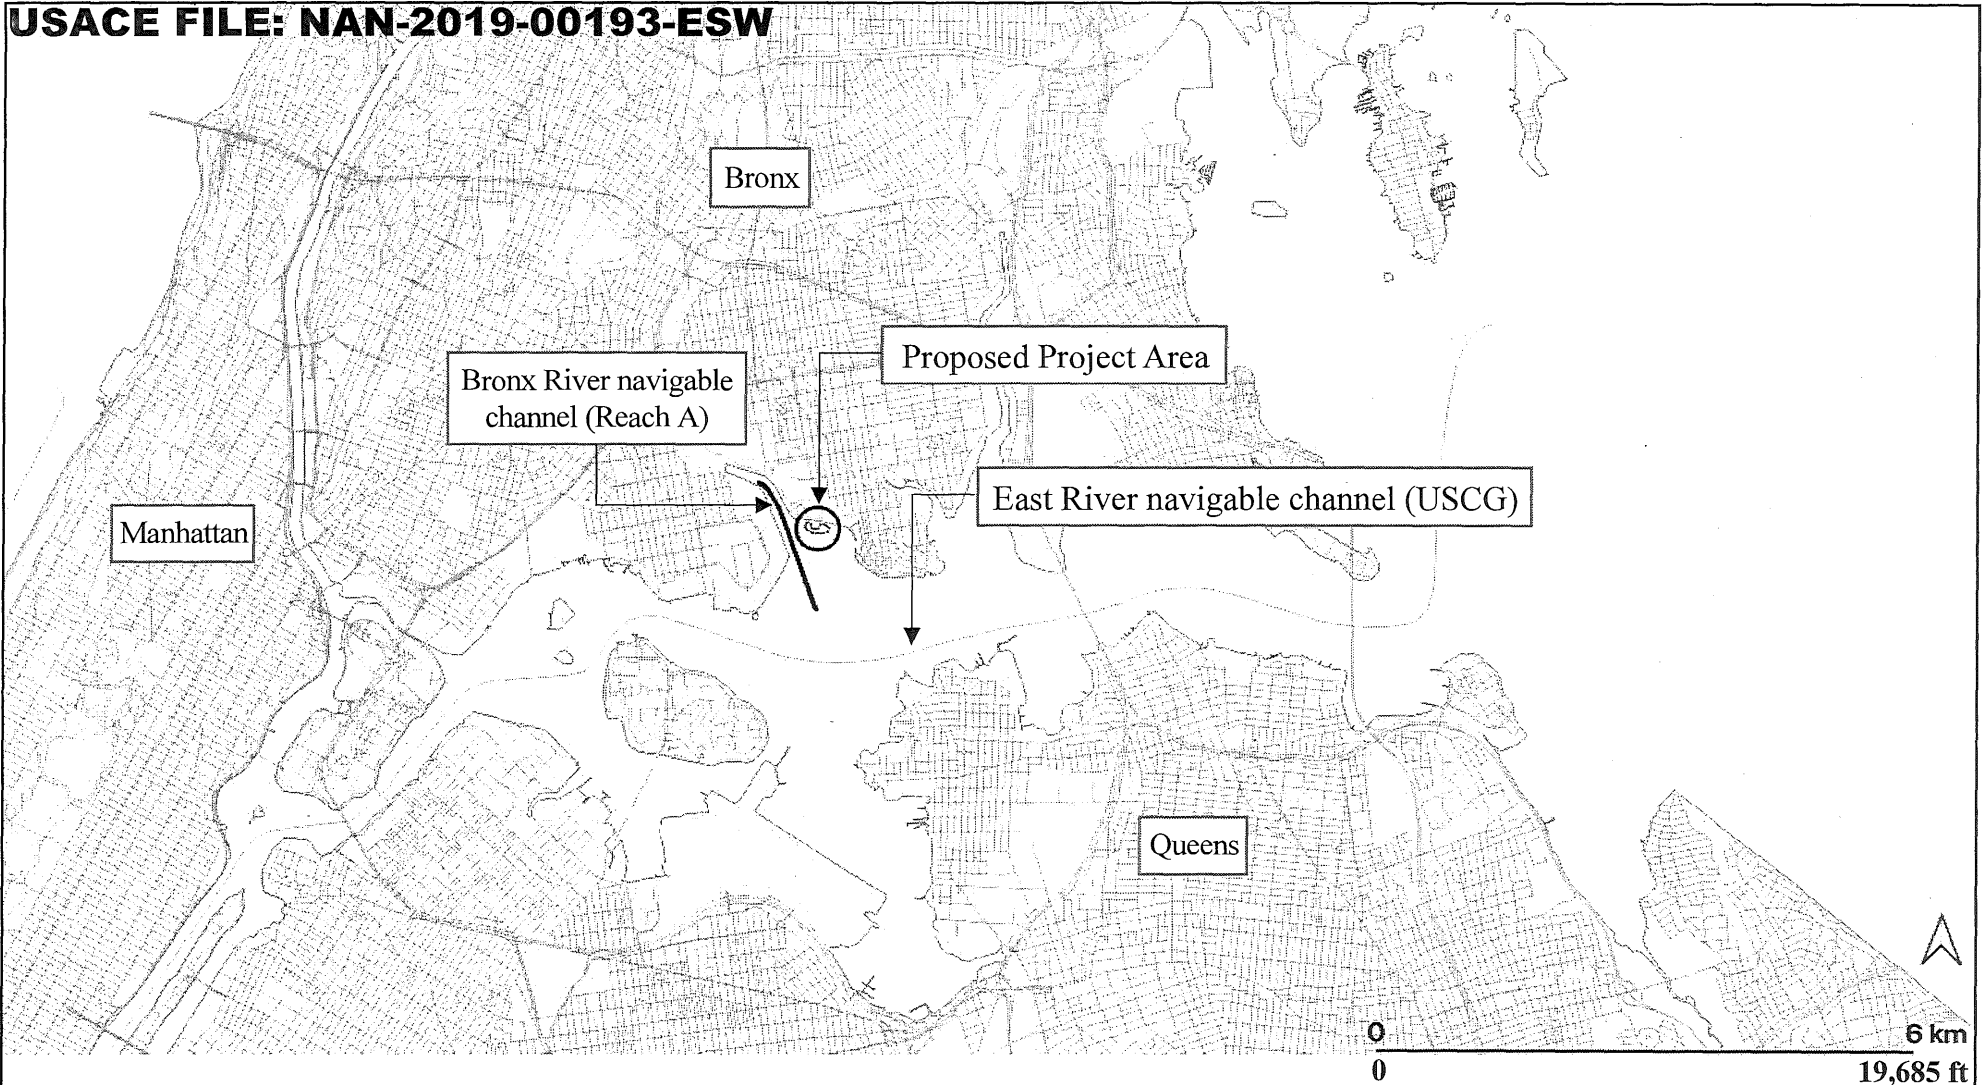 USACE FILE: NAN-2019-00193-ESW
Bronx
Proposed Project Area
Bronx River navigable
channel (Reach A)
East River navigable channel (USCG)
Manhattan
Queens
0 6 km
0 19,685 ft